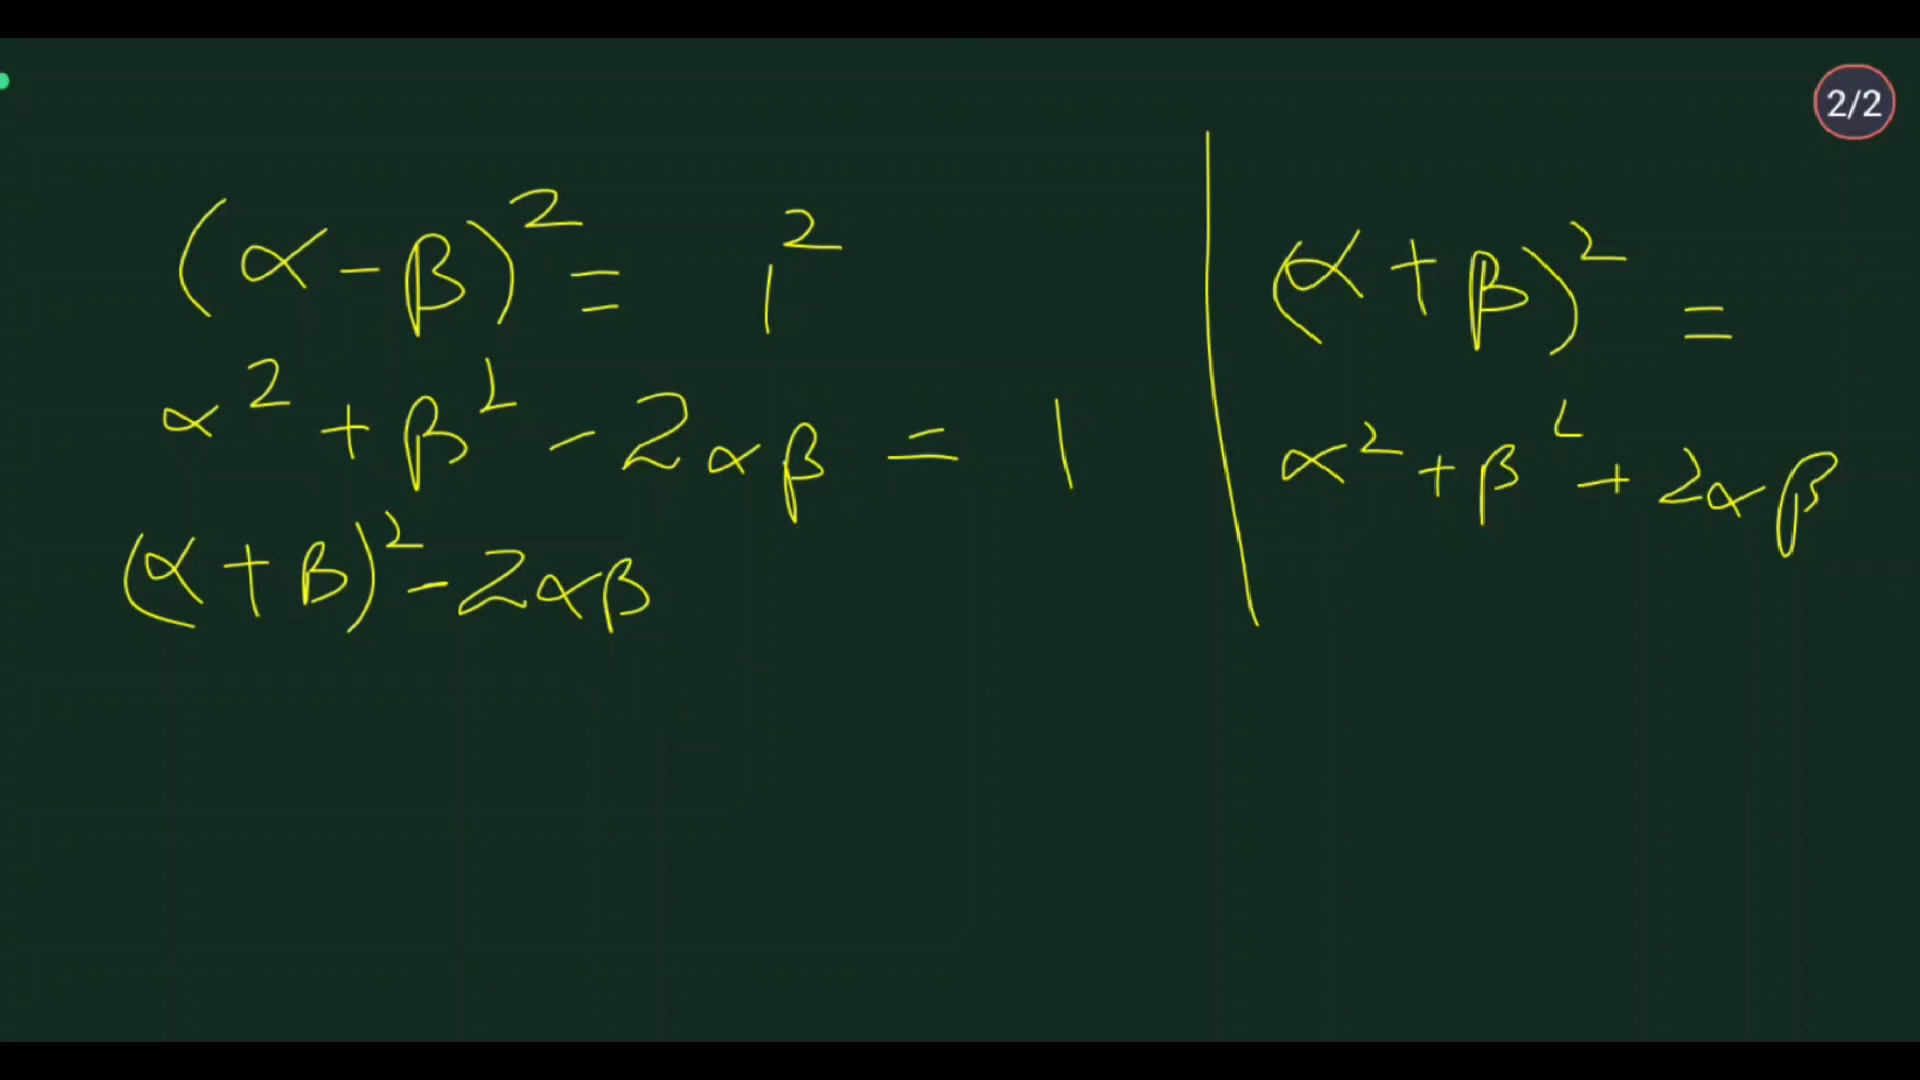 2/2
(α-β)² = 1²
α² + β² - 2αβ = 1
(α+β)² - 2αβ
(α+β)² =
α² + β² + 2αβ